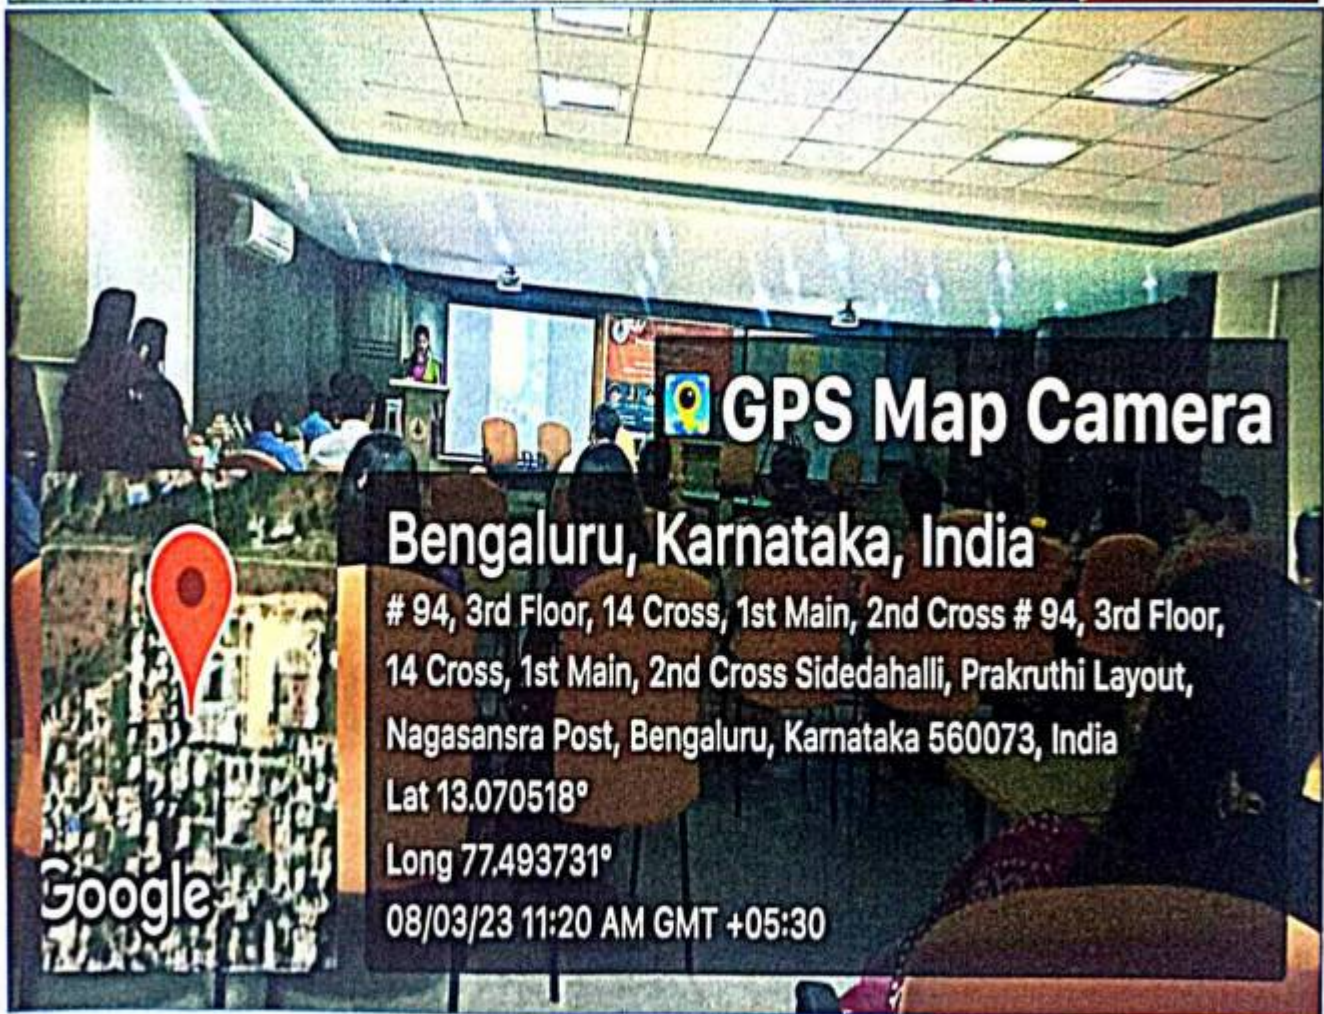 GPS Map Camera
Bengaluru, Karnataka, India
# 94, 3rd Floor, 14 Cross, 1st Main, 2nd Cross # 94, 3rd Floor,
14 Cross, 1st Main, 2nd Cross Sidedahalli, Prakruthi Layout,
Nagasansra Post, Bengaluru, Karnataka 560073, India
Lat 13.070518°
Long 77.493731°
08/03/23 11:20 AM GMT +05:30
Google